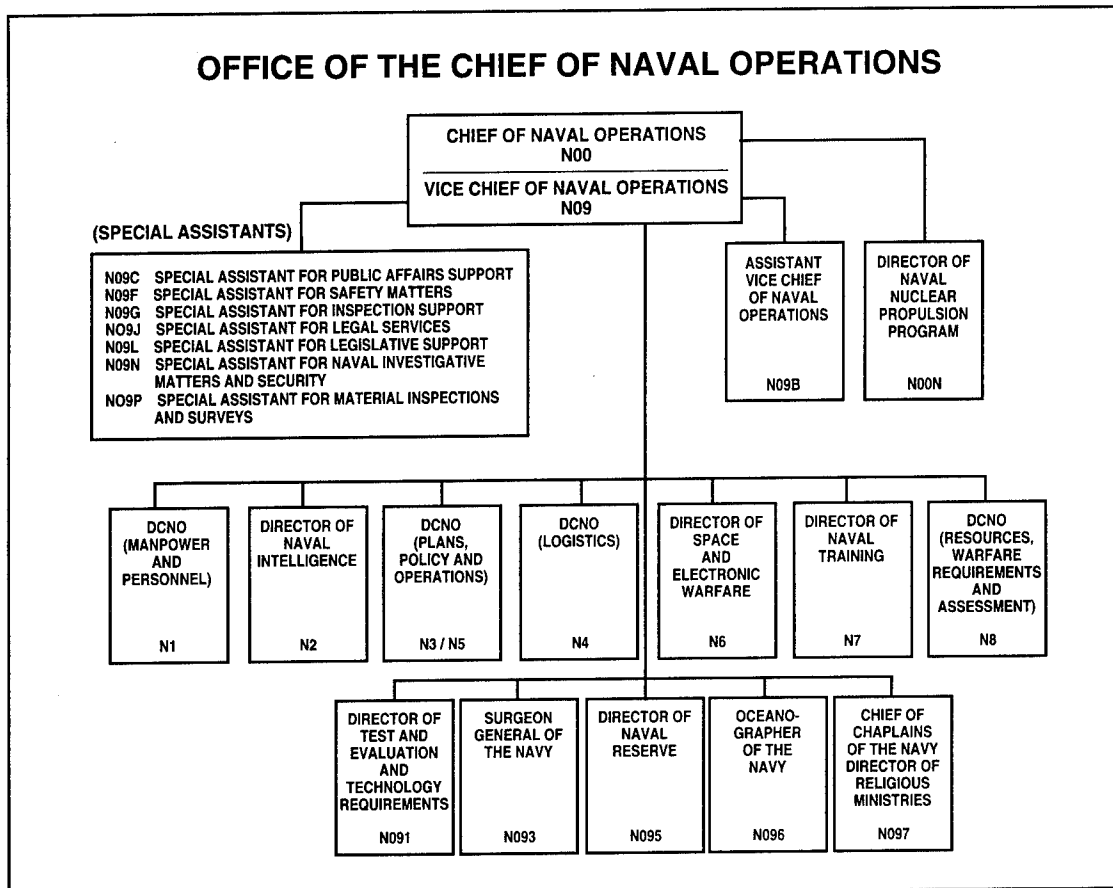 OFFICE OF THE CHIEF OF NAVAL OPERATIONS
CHIEF OF NAVAL OPERATIONS
N00
VICE CHIEF OF NAVAL OPERATIONS
N09
(SPECIAL ASSISTANTS)
N09C SPECIAL ASSISTANT FOR PUBLIC AFFAIRS SUPPORT
N09F SPECIAL ASSISTANT FOR SAFETY MATTERS
N09G SPECIAL ASSISTANT FOR INSPECTION SUPPORT
NO9J SPECIAL ASSISTANT FOR LEGAL SERVICES
N09L SPECIAL ASSISTANT FOR LEGISLATIVE SUPPORT
N09N SPECIAL ASSISTANT FOR NAVAL INVESTIGATIVE
MATTERS AND SECURITY
NO9P SPECIAL ASSISTANT FOR MATERIAL INSPECTIONS
AND SURVEYS
ASSISTANT
VICE CHIEF
OF NAVAL
OPERATIONS
N09B
DIRECTOR OF
NAVAL
NUCLEAR
PROPULSION
PROGRAM
N00N
DCNO
(MANPOWER
AND
PERSONNEL)
N1
DIRECTOR OF
NAVAL
INTELLIGENCE
N2
DCNO
(PLANS,
POLICY AND
OPERATIONS)
N3 / N5
DCNO
(LOGISTICS)
N4
DIRECTOR OF
SPACE
AND
ELECTRONIC
WARFARE
N6
DIRECTOR OF
NAVAL
TRAINING
N7
DCNO
(RESOURCES,
WARFARE
REQUIREMENTS
AND
ASSESSMENT)
N8
DIRECTOR OF
TEST AND
EVALUATION
AND
TECHNOLOGY
REQUIREMENTS
N091
SURGEON
GENERAL OF
THE NAVY
N093
DIRECTOR OF
NAVAL
RESERVE
N095
OCEANO-
GRAPHER
OF THE
NAVY
N096
CHIEF OF
CHAPLAINS
OF THE NAVY
DIRECTOR OF
RELIGIOUS
MINISTRIES
N097